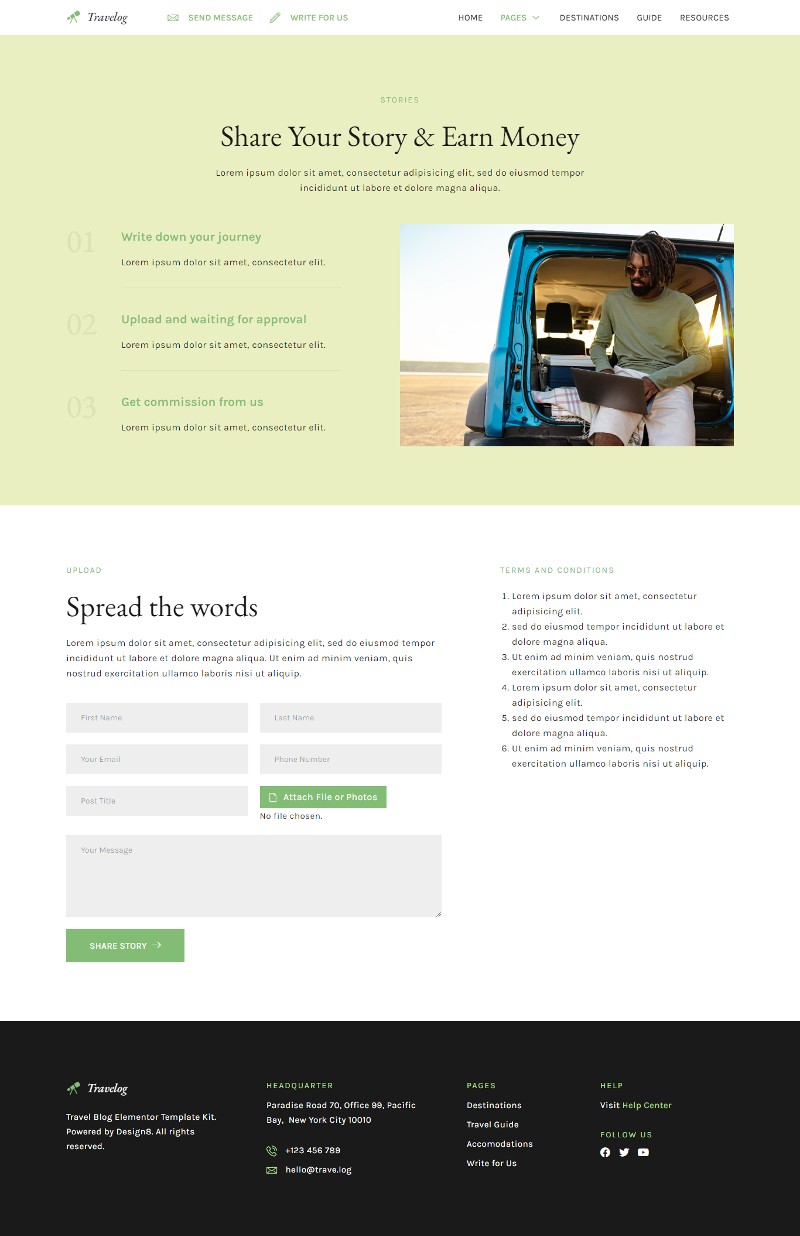 Travelog
SEND MESSAGE
WRITE FOR US
HOME
PAGES
DESTINATIONS
GUIDE
RESOURCES
STORIES
Share Your Story & Earn Money
Lorem ipsum dolor sit amet, consectetur adipisicing elit, sed do eiusmod tempor
incididunt ut labore et dolore magna aliqua.
01
Write down your journey
Lorem ipsum dolor sit amet, consectetur elit.
02
Upload and waiting for approval
Lorem ipsum dolor sit amet, consectetur elit.
03
Get commission from us
Lorem ipsum dolor sit amet, consectetur elit.
UPLOAD
Spread the words
Lorem ipsum dolor sit amet, consectetur adipisicing elit, sed do eiusmod tempor
incididunt ut labore et dolore magna aliqua. Ut enim ad minim veniam, quis
nostrud exercitation ullamco laboris nisi ut aliquip.
First Name
Last Name
Your Email
Phone Number
Post Title
Attach File or Photos
No file chosen.
Your Message
SHARE STORY
TERMS AND CONDITIONS
1. Lorem ipsum dolor sit amet, consectetur
adipisicing elit.
2. sed do eiusmod tempor incididunt ut labore et
dolore magna aliqua.
3. Ut enim ad minim veniam, quis nostrud
exercitation ullamco laboris nisi ut aliquip.
4. Lorem ipsum dolor sit amet, consectetur
adipisicing elit.
5. sed do eiusmod tempor incididunt ut labore et
dolore magna aliqua.
6. Ut enim ad minim veniam, quis nostrud
exercitation ullamco laboris nisi ut aliquip.
Travelog
Travel Blog Elementor Template Kit.
Powered by Design8. All rights
reserved.
HEADQUARTER
Paradise Road 70, Office 99, Pacific
Bay, New York City 10010
+123 456 789
hello@trave.log
PAGES
Destinations
Travel Guide
Accomodations
Write for Us
HELP
Visit Help Center
FOLLOW US